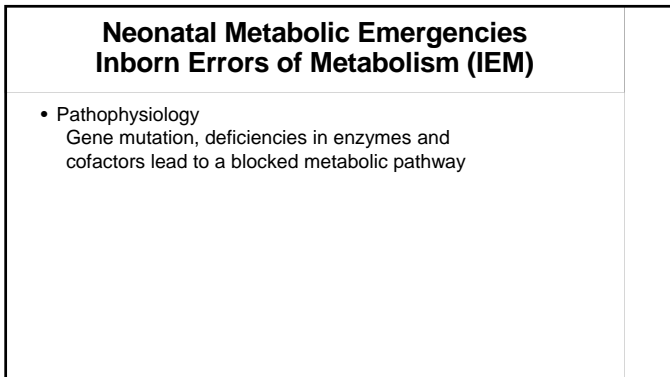 Neonatal Metabolic Emergencies
Inborn Errors of Metabolism (IEM)
• Pathophysiology
Gene mutation, deficiencies in enzymes and
cofactors lead to a blocked metabolic pathway